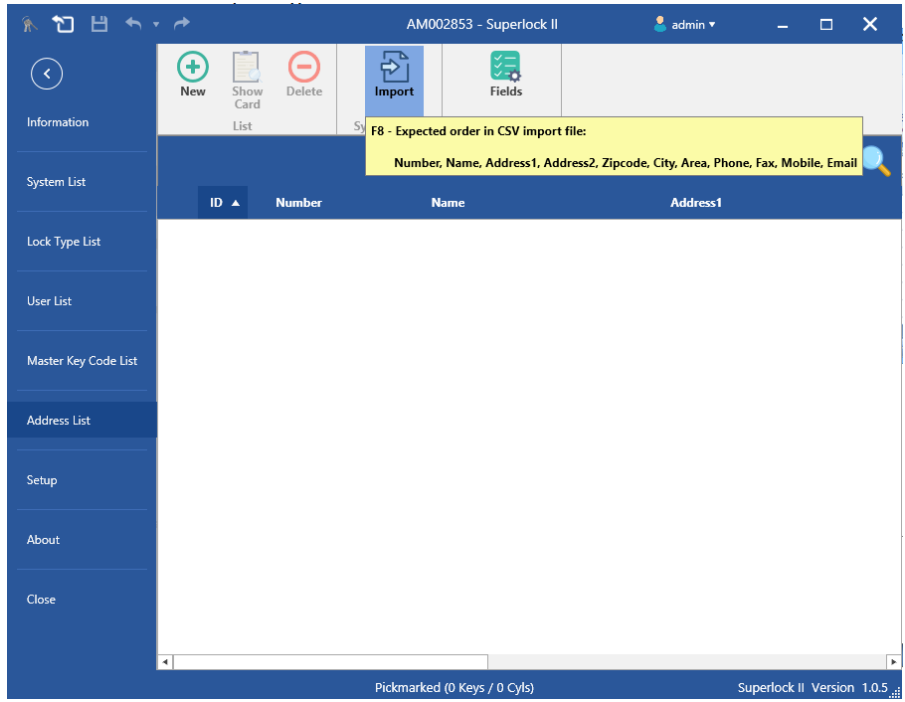 AM002853 - Superlock II
admin
New
Show
Card
Delete
Import
Fields
List
Sy
F8 - Expected order in CSV import file:
Number, Name, Address1, Address2, Zipcode, City, Area, Phone, Fax, Mobile, Email
ID
Number
Name
Address1
Information
System List
Lock Type List
User List
Master Key Code List
Address List
Setup
About
Close
Pickmarked (0 Keys / 0 Cyls)
Superlock II Version 1.0.5